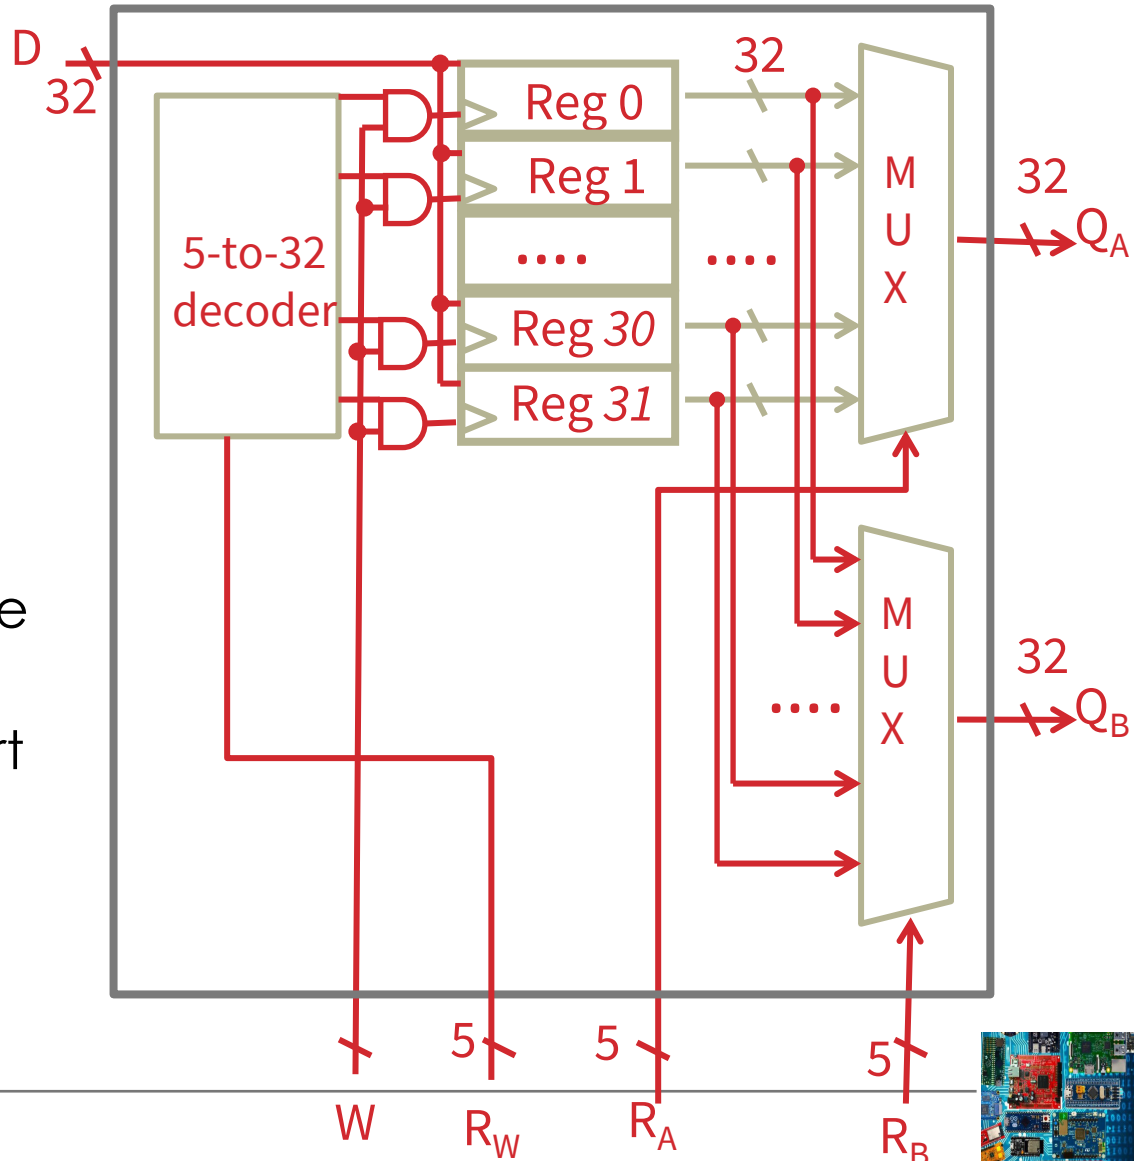 D
32
32
Reg 0
Reg 1
....
....
Reg 30
Reg 31
5-to-32
decoder
M
U
X
32
QA
e
rt
M
U
X
....
32
QB
5
5
5
W
RW
RA
RB